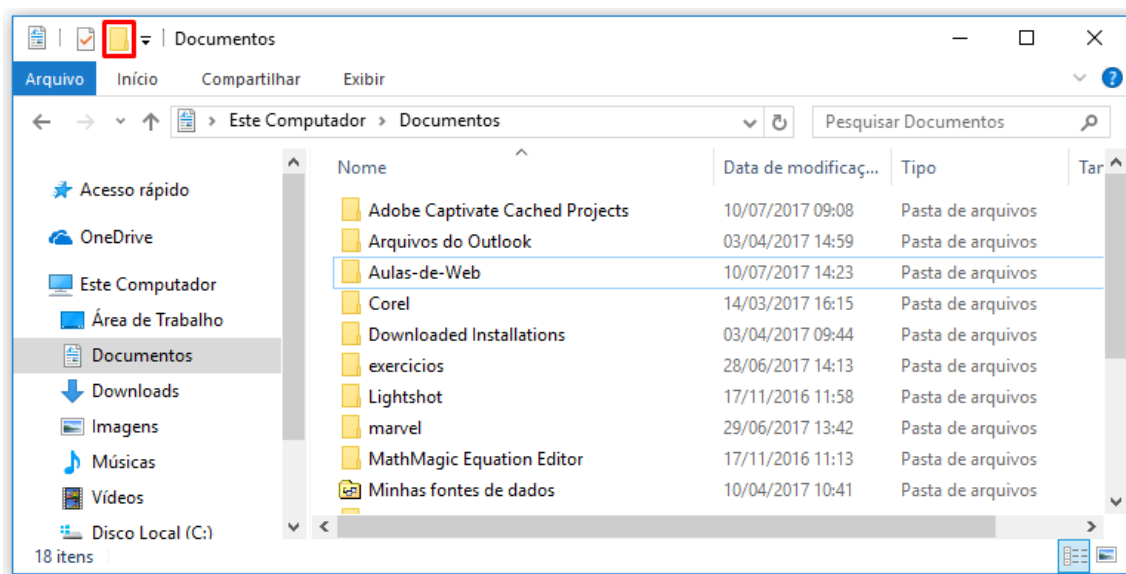 Documentos
Arquivo Início Compartilhar Exibir
Este Computador > Documentos Pesquisar Documentos
Nome Data de modificaç... Tipo Tar
Acesso rápido
OneDrive
Este Computador
Área de Trabalho
Documentos
Downloads
Imagens
Músicas
Vídeos
Disco Local (C:)
Adobe Captivate Cached Projects 10/07/2017 09:08 Pasta de arquivos
Arquivos do Outlook 03/04/2017 14:59 Pasta de arquivos
Aulas-de-Web 10/07/2017 14:23 Pasta de arquivos
Corel 14/03/2017 16:15 Pasta de arquivos
Downloaded Installations 03/04/2017 09:44 Pasta de arquivos
exercicios 28/06/2017 14:13 Pasta de arquivos
Lightshot 17/11/2016 11:58 Pasta de arquivos
marvel 29/06/2017 13:42 Pasta de arquivos
MathMagic Equation Editor 17/11/2016 11:13 Pasta de arquivos
Minhas fontes de dados 10/04/2017 10:41 Pasta de arquivos
18 itens